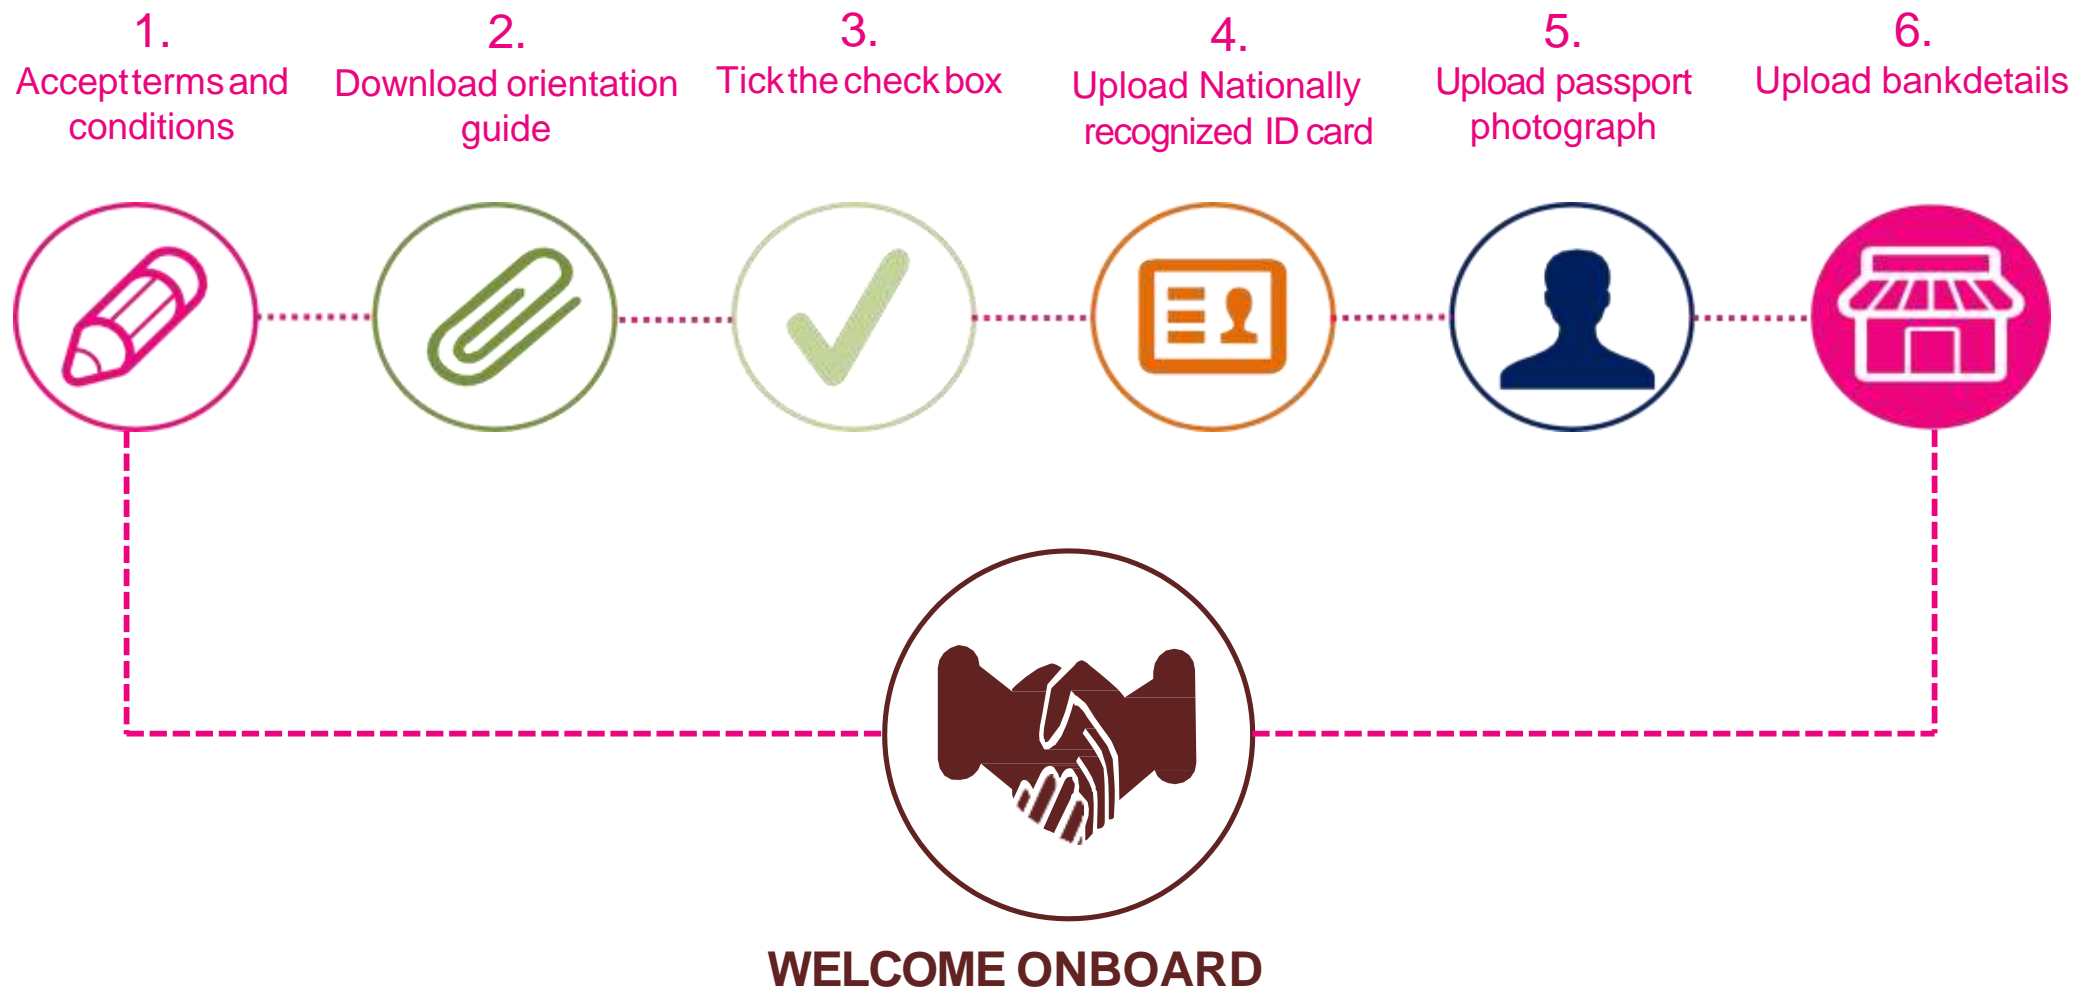 1.
Accept terms and
conditions
2.
Download orientation
guide
3.
Tick the check box
4.
Upload Nationally
recognized ID card
5.
Upload passport
photograph
6.
Upload bankdetails
WELCOME ONBOARD